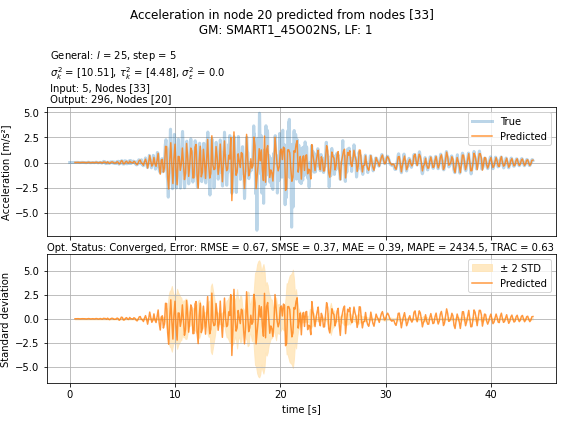 Acceleration in node 20 predicted from nodes [33]
GM: SMART1_45O02NS, LF: 1
General: l = 25, step = 5
σ²ₖ = [10.51], τ²ₖ = [4.48], σ²ε = 0.0
Input: 5, Nodes [33]
Output: 296, Nodes [20]
5.0
2.5
0.0
−2.5
−5.0
Acceleration [m/s²]
True
Predicted
Opt. Status: Converged, Error: RMSE = 0.67, SMSE = 0.37, MAE = 0.39, MAPE = 2434.5, TRAC = 0.63
5.0
2.5
0.0
−2.5
−5.0
Standard deviation
± 2 STD
Predicted
0 10 20 30 40
time [s]